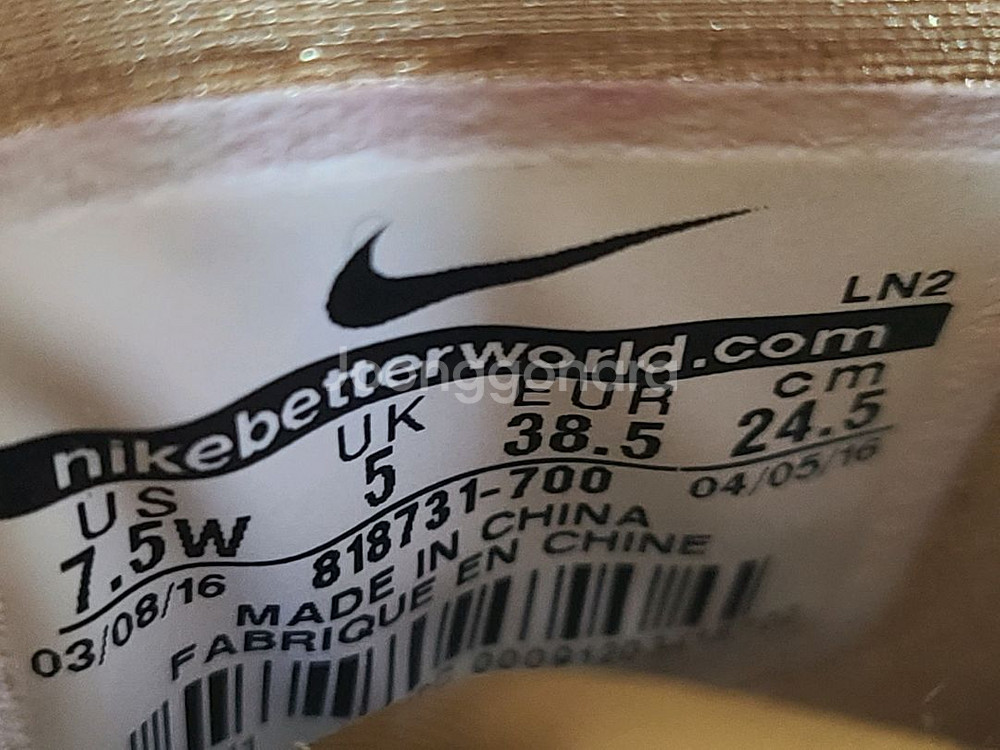 LN2
nikebetterworld.com
US UK EUR cm
7.5W 5 38.5 24.5
03/08/16 818731-700 04/05/16
MADE IN CHINA
FABRIQUE EN CHINE